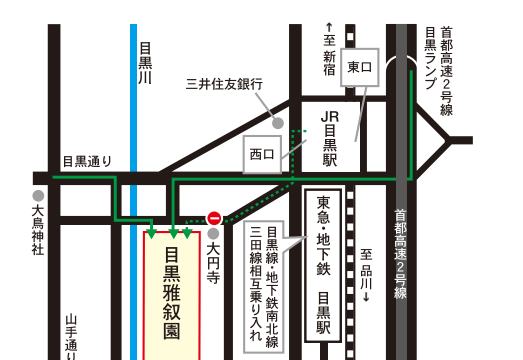 ↑至 新宿
首都高速2号線
目黒ランプ
目黒川
東口
三井住友銀行
JR
目黒駅
西口
目黒通り
大鳥神社
東急・地下鉄 目黒駅
首都高速2号線
目黒線・地下鉄南北線
三田線相互乗り入れ
大円寺
目黒雅叙園
至 品川↓
山手通り